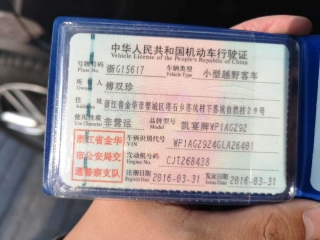 中华人民共和国机动车行驶证
Vehicle License of the People's Republic of China
号牌号码 浙G15617 车辆类型 小型越野客车
Plate No. Vehicle Type
所有人 傅双珍
Owner
住址 浙江省金华市婺城区塔石乡
Address
使用性质 非营运 品牌型号 凯宴牌WP1AG292
Use Character Model
浙江省金华 车辆识别代号 WP1AG2924GLA26481
VIN
市公安局交 发动机号码 CJT268438
Engine No.
通警察支队 注册日期 2016-03-31 发证日期 2016-03-31
Register Date Issue Date